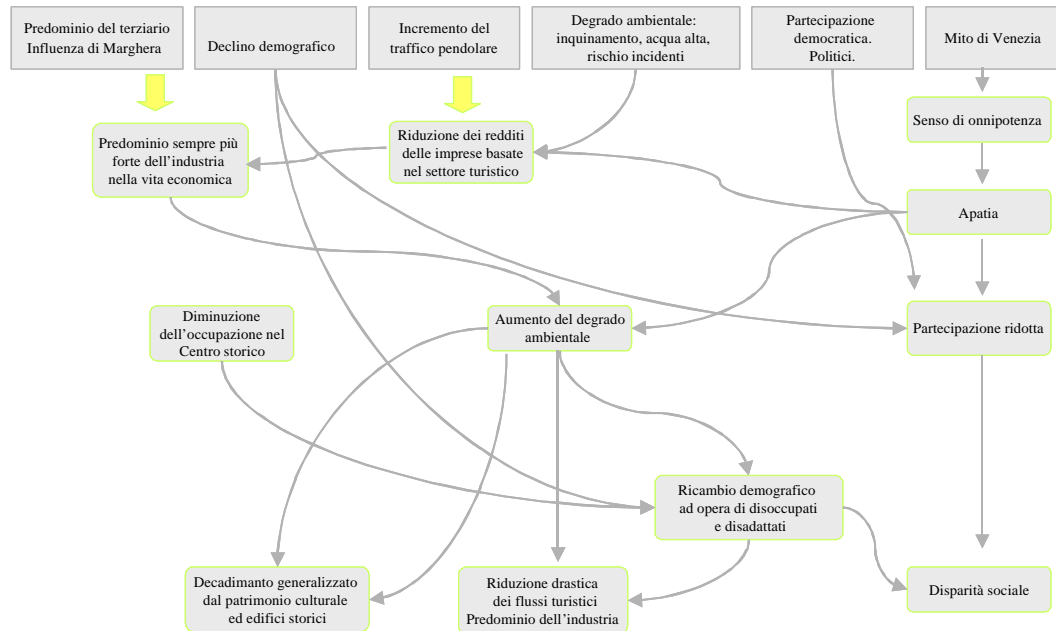 Predominio del terziario
Influenza di Marghera
Declino demografico
Incremento del
traffico pendolare
Degrado ambientale:
inquinamento, acqua alta,
rischio incidenti
Partecipazione
democratica.
Politici.
Mito di Venezia
Senso di onnipotenza
Predominio sempre più
forte dell'industria
nella vita economica
Riduzione dei redditi
delle imprese basate
nel settore turistico
Apatia
Diminuzione
dell'occupazione nel
Centro storico
Aumento del degrado
ambientale
Partecipazione ridotta
Ricambio demografico
ad opera di disoccupati
e disadattati
Decadimanto generalizzato
dal patrimonio culturale
ed edifici storici
Riduzione drastica
dei flussi turistici
Predominio dell'industria
Disparità sociale